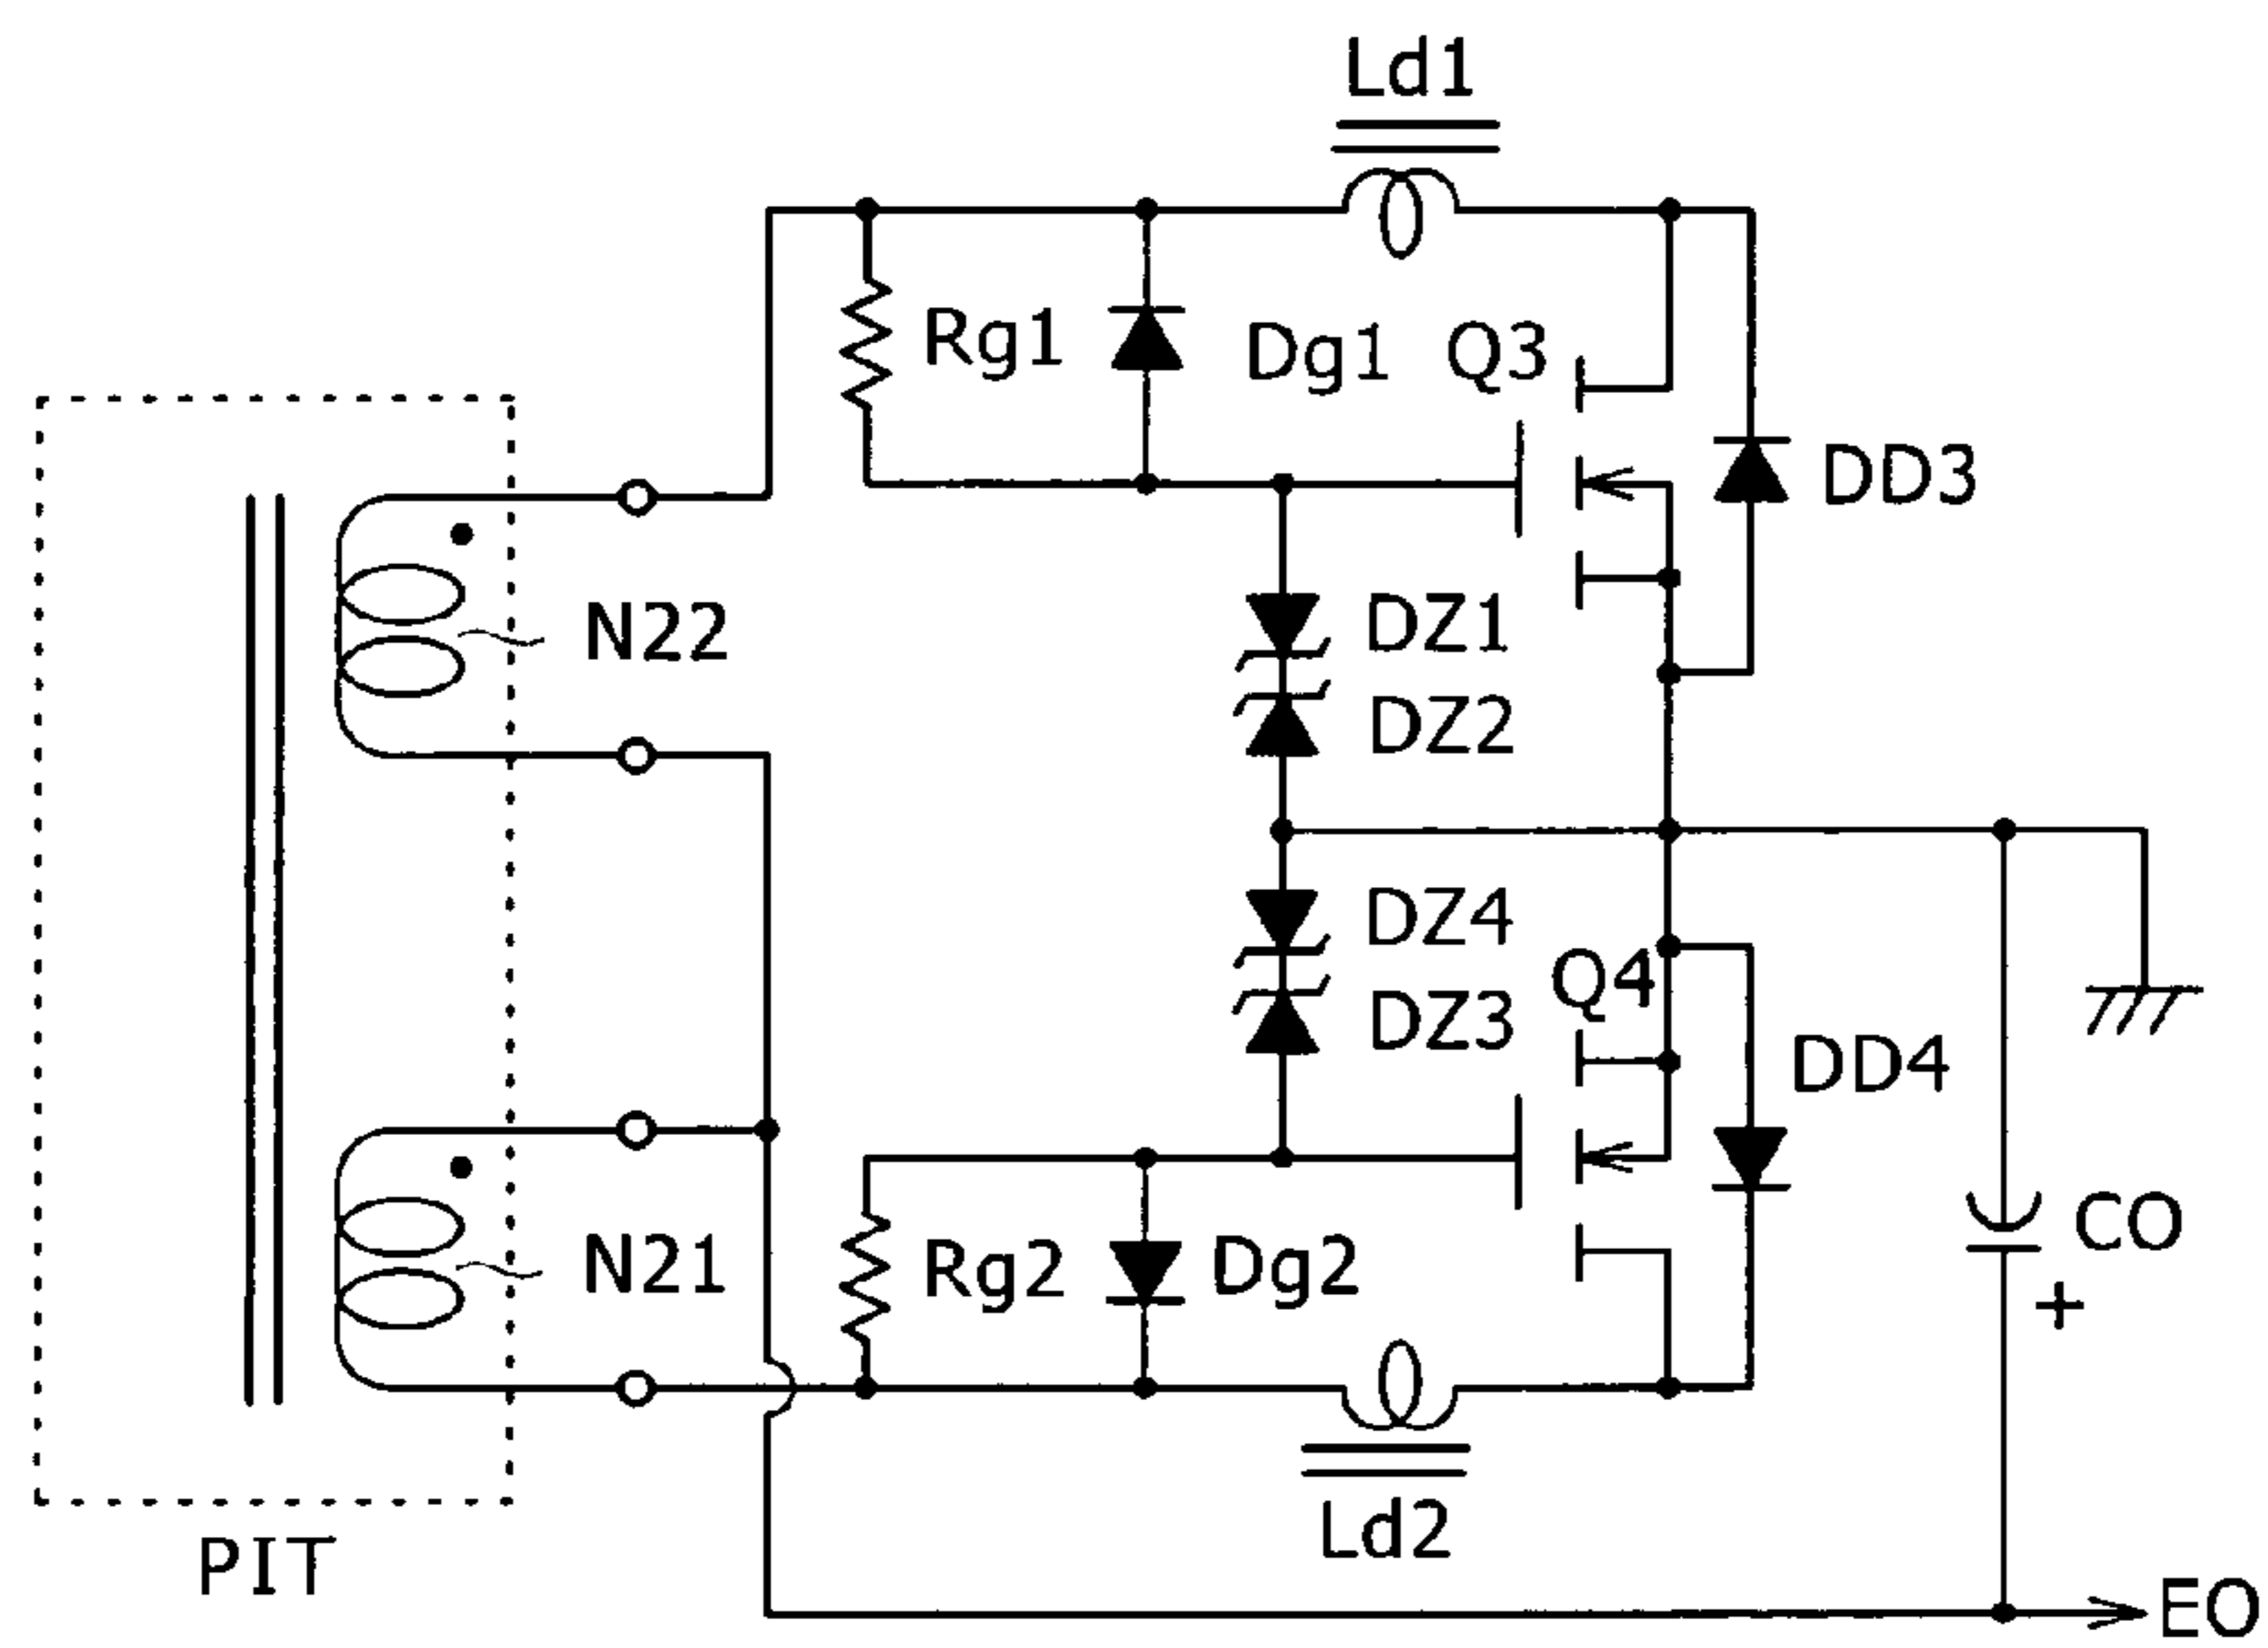 Ld1
Rg1
Dg1
Q3
DD3
N22
DZ1
DZ2
DZ4
DZ3
Q4
DD4
N21
Rg2
Dg2
CO
+
Ld2
PIT
EO